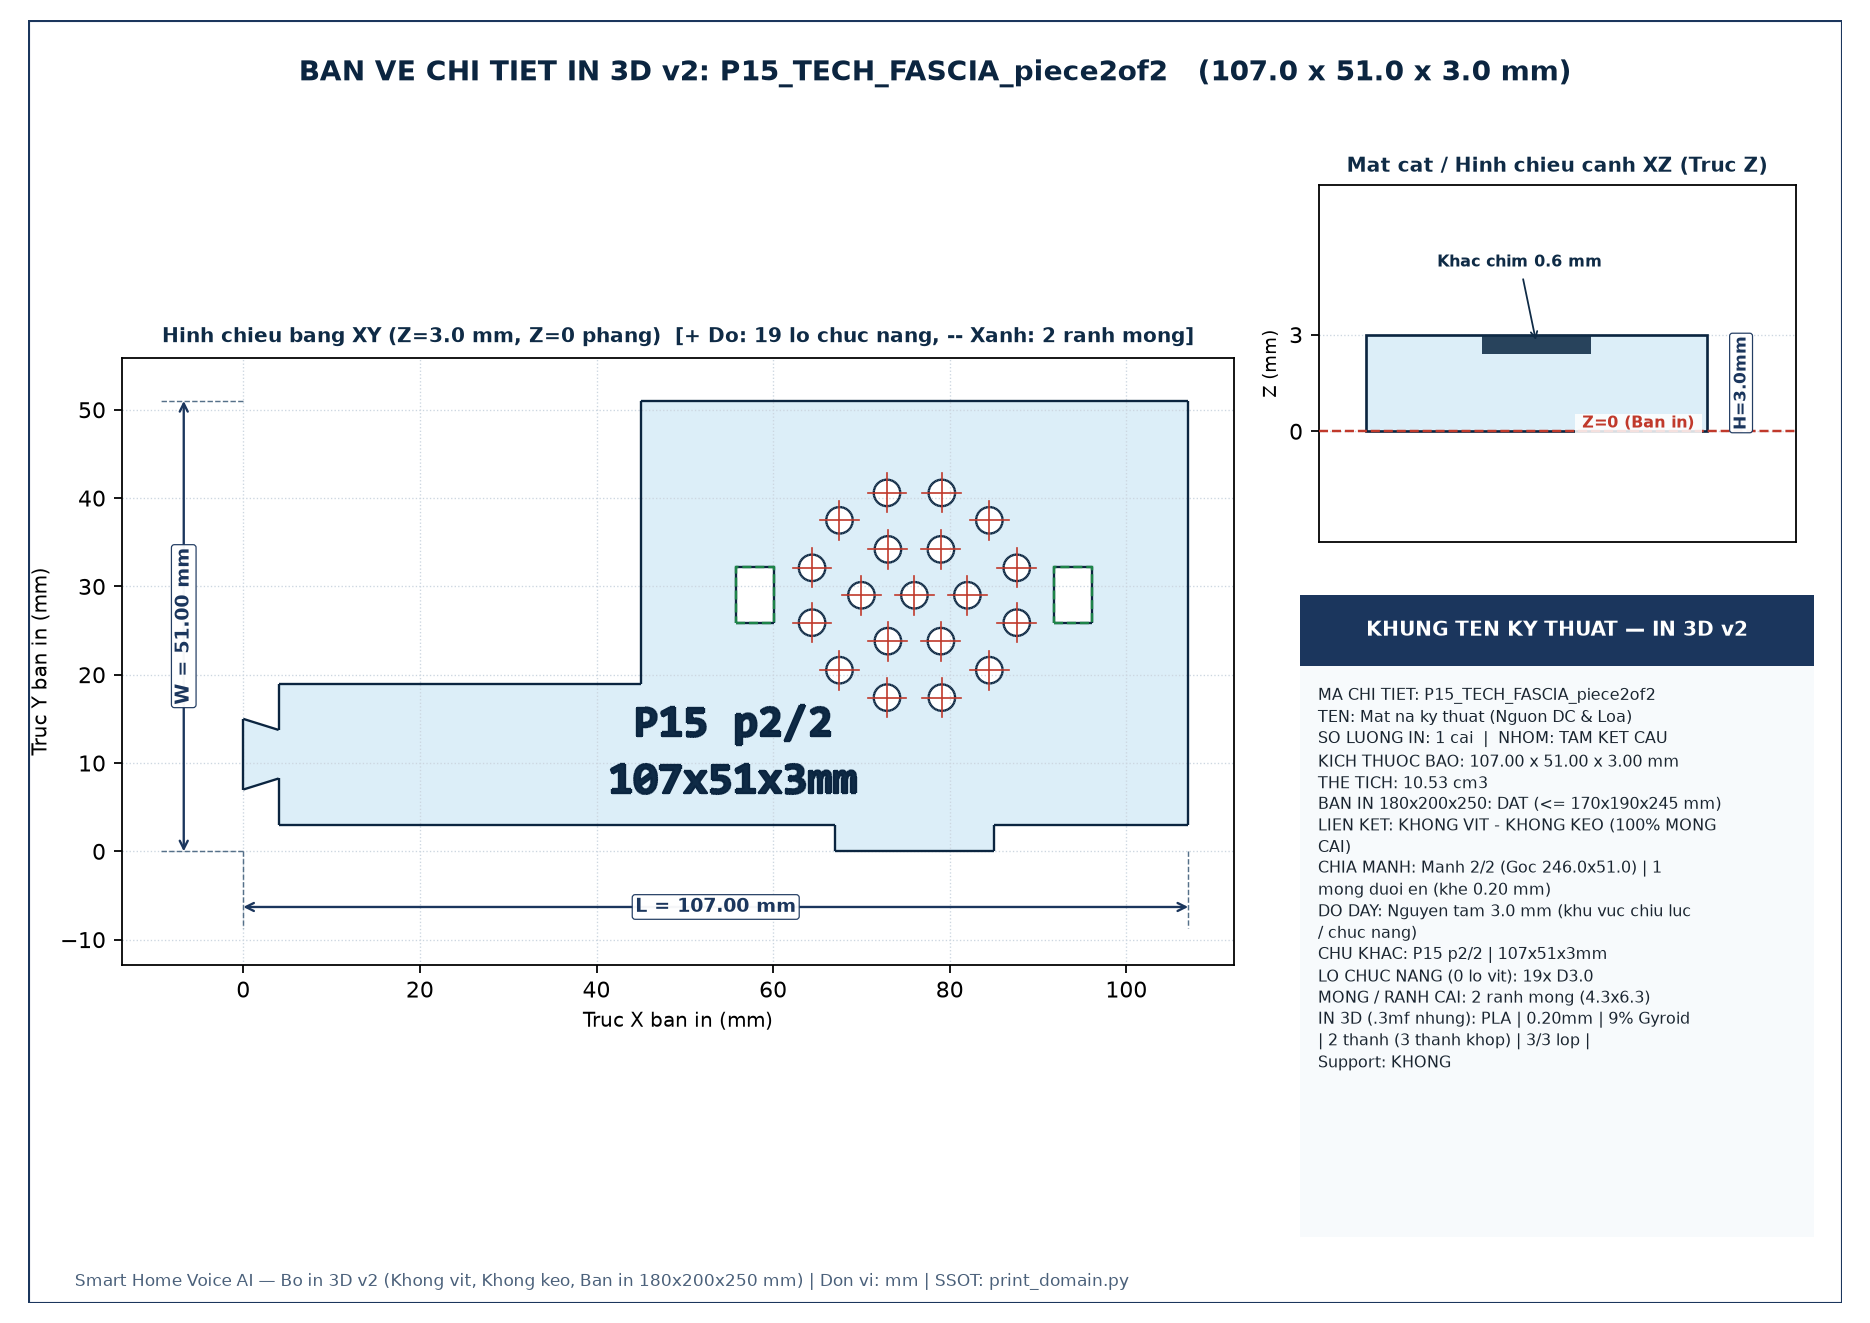 BAN VE CHI TIET IN 3D v2: P15_TECH_FASCIA_piece2of2   (107.0 x 51.0 x 3.0 mm)
Hinh chieu bang XY (Z=3.0 mm, Z=0 phang)  [+ Do: 19 lo chuc nang, -- Xanh: 2 ranh mong]
Truc Y ban in (mm)
50
40
30
20
10
0
−10
W = 51.00 mm
P15 p2/2
107x51x3mm
L = 107.00 mm
0
20
40
60
80
100
Truc X ban in (mm)
Mat cat / Hinh chieu canh XZ (Truc Z)
Khac chim 0.6 mm
Z (mm)
3
0
Z=0 (Ban in)
H=3.0mm
KHUNG TEN KY THUAT — IN 3D v2
MA CHI TIET: P15_TECH_FASCIA_piece2of2
TEN: Mat na ky thuat (Nguon DC & Loa)
SO LUONG IN: 1 cai  |  NHOM: TAM KET CAU
KICH THUOC BAO: 107.00 x 51.00 x 3.00 mm
THE TICH: 10.53 cm3
BAN IN 180x200x250: DAT (<= 170x190x245 mm)
LIEN KET: KHONG VIT - KHONG KEO (100% MONG
CAI)
CHIA MANH: Manh 2/2 (Goc 246.0x51.0) | 1
mong duoi en (khe 0.20 mm)
DO DAY: Nguyen tam 3.0 mm (khu vuc chiu luc
/ chuc nang)
CHU KHAC: P15 p2/2 | 107x51x3mm
LO CHUC NANG (0 lo vit): 19x D3.0
MONG / RANH CAI: 2 ranh mong (4.3x6.3)
IN 3D (.3mf nhung): PLA | 0.20mm | 9% Gyroid
| 2 thanh (3 thanh khop) | 3/3 lop |
Support: KHONG
Smart Home Voice AI — Bo in 3D v2 (Khong vit, Khong keo, Ban in 180x200x250 mm) | Don vi: mm | SSOT: print_domain.py